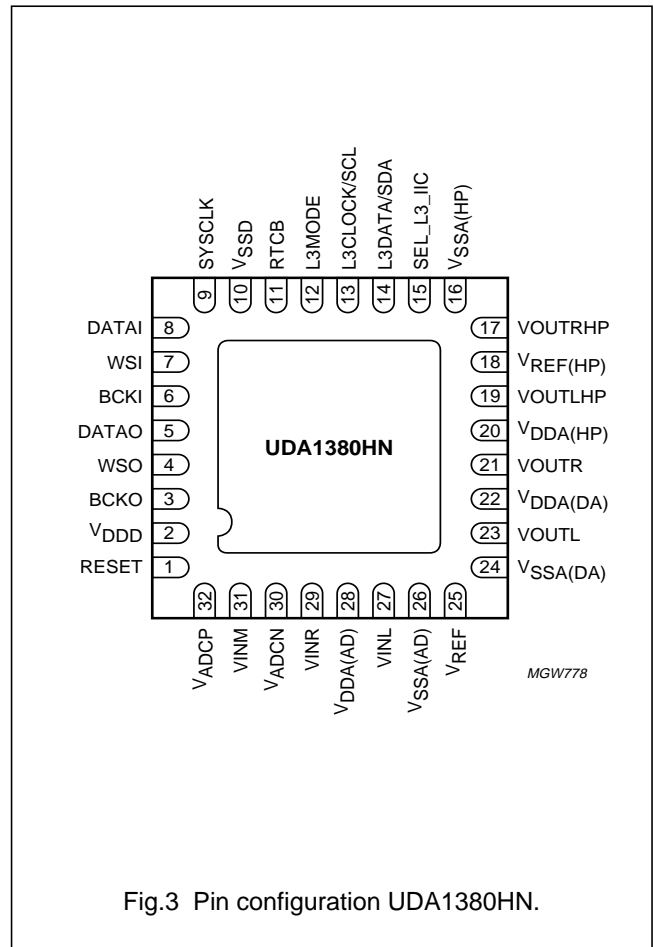 SYSCLK
VSSD
RTCB
L3MODE
L3CLOCK/SCL
L3DATA/SDA
SEL_L3_IIC
VSSA(HP)
9
10
11
12
13
14
15
16
DATAI 8
17 VOUTRHP
WSI 7
18 VREF(HP)
BCKI 6
19 VOUTLHP
DATAO 5
20 VDDA(HP)
UDA1380HN
WSO 4
21 VOUTR
BCKO 3
22 VDDA(DA)
VDDD 2
23 VOUTL
RESET 1
24 VSSA(DA)
32
31
30
29
28
27
26
25
VADCP
VINM
VADCN
VINR
VDDA(AD)
VINL
VSSA(AD)
VREF
MGW778
Fig.3 Pin configuration UDA1380HN.